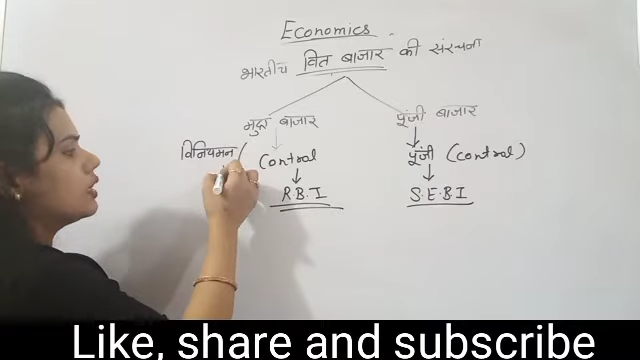 Economics
भारतीय वित बाजार की संरचना
मुद्रा बाजार पूंजी बाजार
विनियमन / Control पूंजी (control)
R.B.I S.E.B.I
Like, share and subscribe